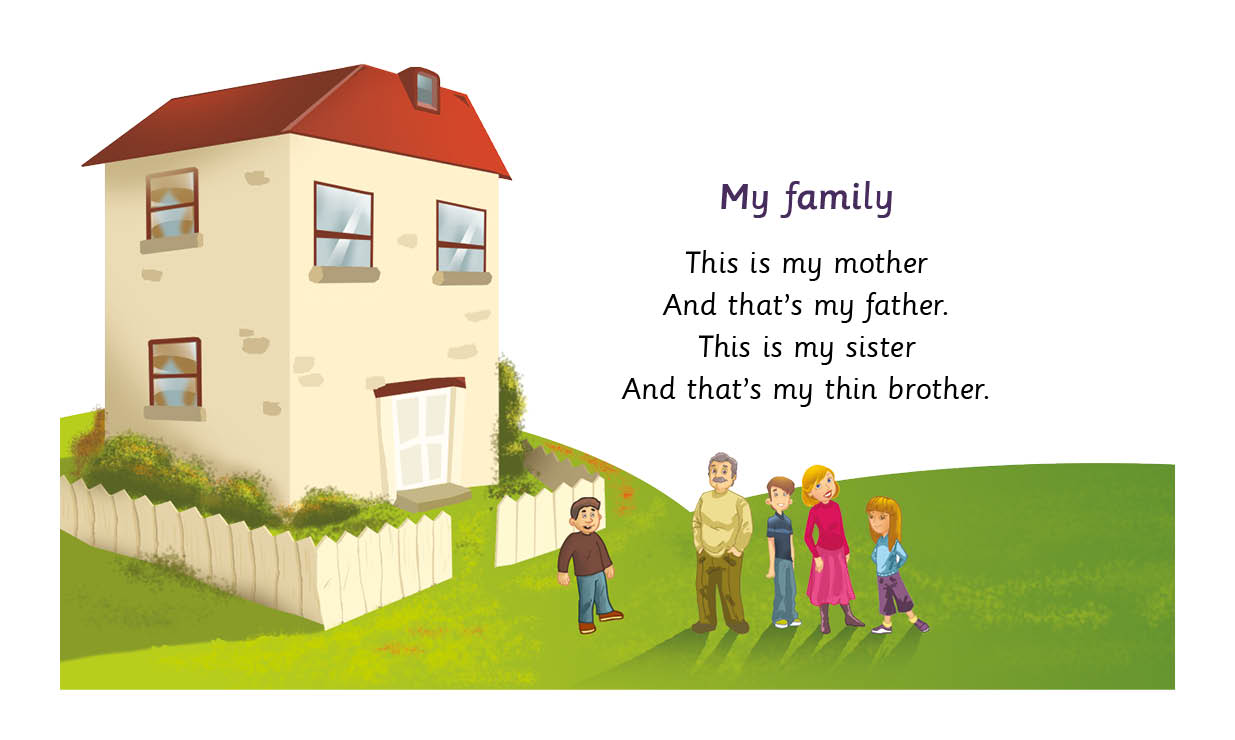 My family
This is my mother
And that’s my father.
This is my sister
And that’s my thin brother.